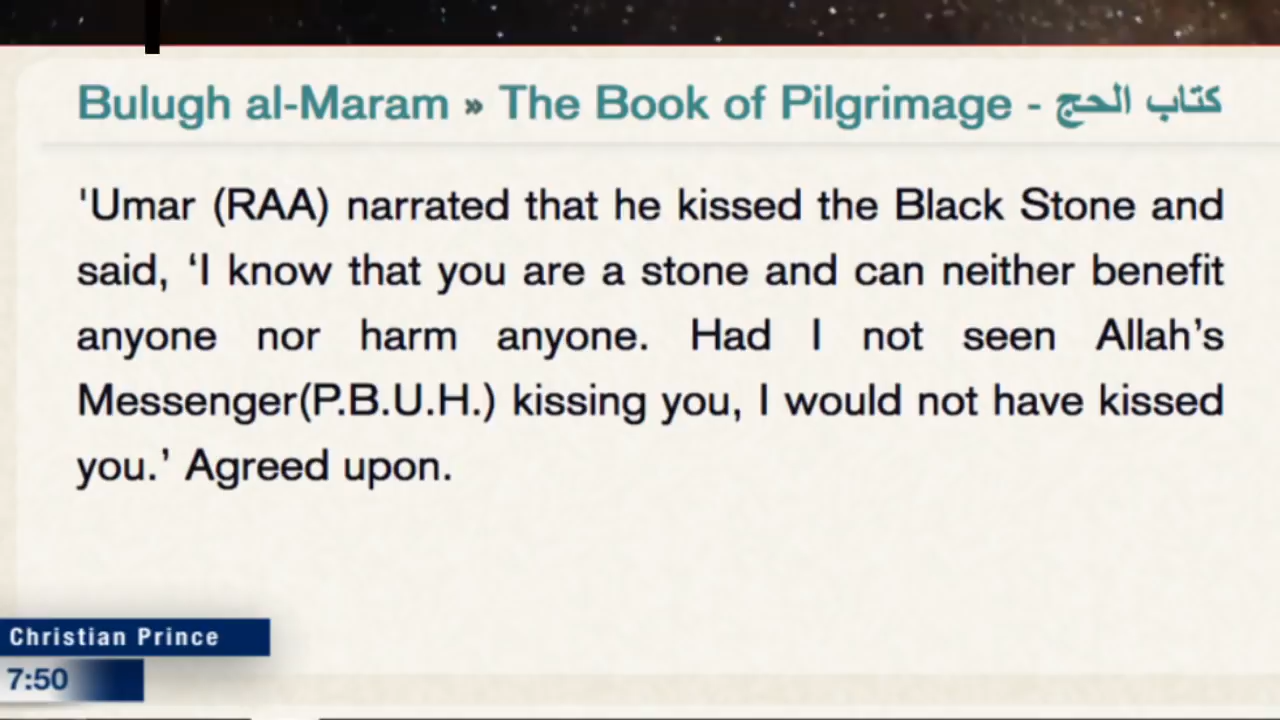 Bulugh al-Maram » The Book of Pilgrimage - كتاب الحج
'Umar (RAA) narrated that he kissed the Black Stone and
said, ‘I know that you are a stone and can neither benefit
anyone nor harm anyone. Had I not seen Allah’s
Messenger(P.B.U.H.) kissing you, I would not have kissed
you.’ Agreed upon.
Christian Prince
7:50